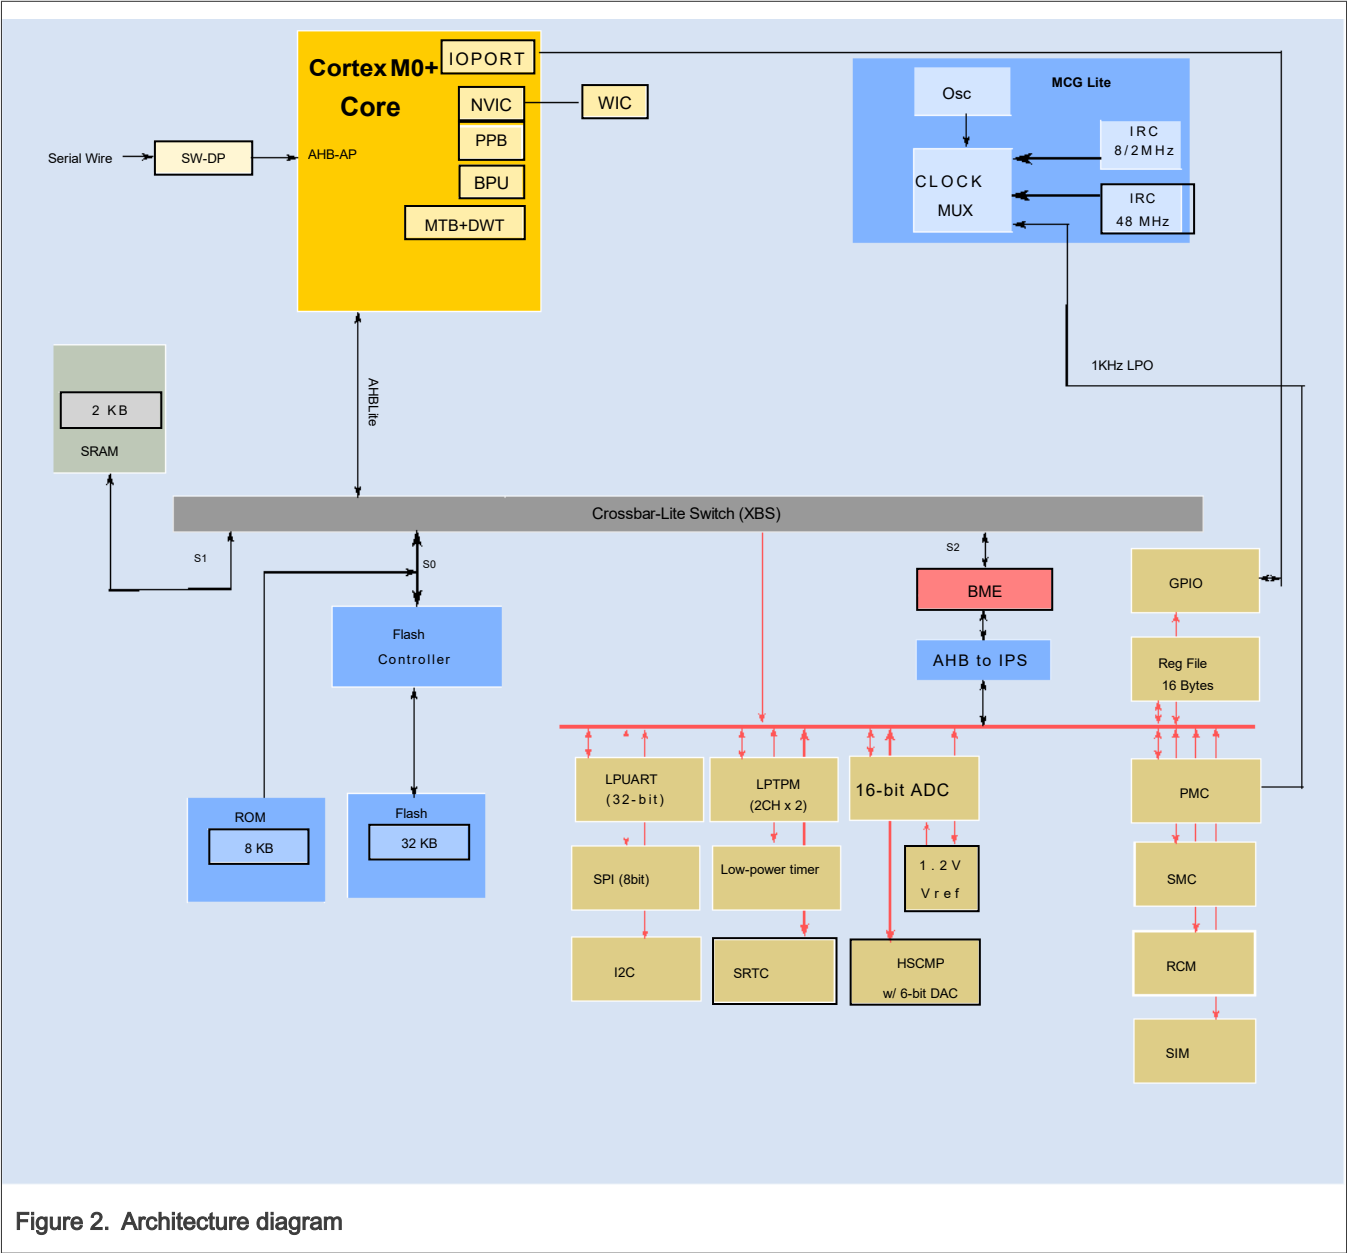 Cortex M0+
Core
IOPORT
NVIC
WIC
PPB
BPU
MTB+DWT
Serial Wire
SW-DP
AHB-AP
MCG Lite
Osc
IRC
8/2MHz
CLOCK
MUX
IRC
48 MHz
1KHz LPO
AHBLite
2 KB
SRAM
Crossbar-Lite Switch (XBS)
S1
S0
S2
BME
AHB to IPS
GPIO
Reg File
16 Bytes
Flash
Controller
ROM
8 KB
Flash
32 KB
LPUART
(32-bit)
LPTPM
(2CH x 2)
16-bit ADC
PMC
SPI (8bit)
Low-power timer
1.2V
Vref
SMC
I2C
SRTC
HSCMP
w/ 6-bit DAC
RCM
SIM
Figure 2. Architecture diagram